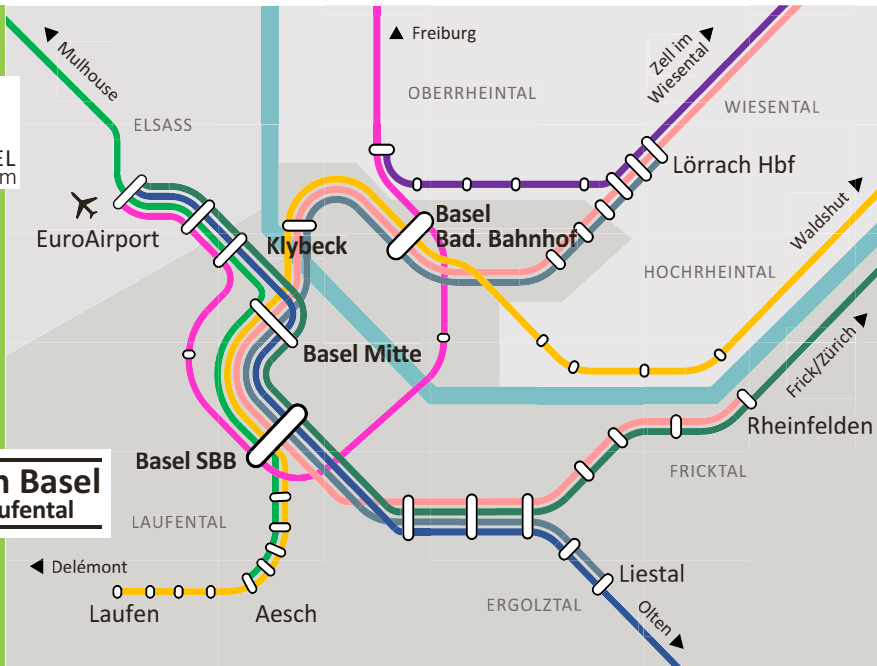 Mulhouse
Freiburg
Zell im
Wiesental
OBERRHEINTAL
WIESENTAL
ELSASS
EL
m
Lörrach Hbf
EuroAirport
Klybeck
Basel
Bad. Bahnhof
Waldshut
HOCHRHEINTAL
Basel Mitte
Frick/Zürich
Rheinfelden
Basel SBB
FRICKTAL
n Basel
ufental
LAUFENTAL
Delémont
Liestal
Laufen
Aesch
ERGOLZTAL
Olten